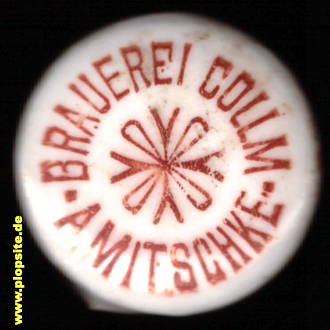 BRAUEREI COLLM
- A. MITSCHKE -
www.plopsite.de